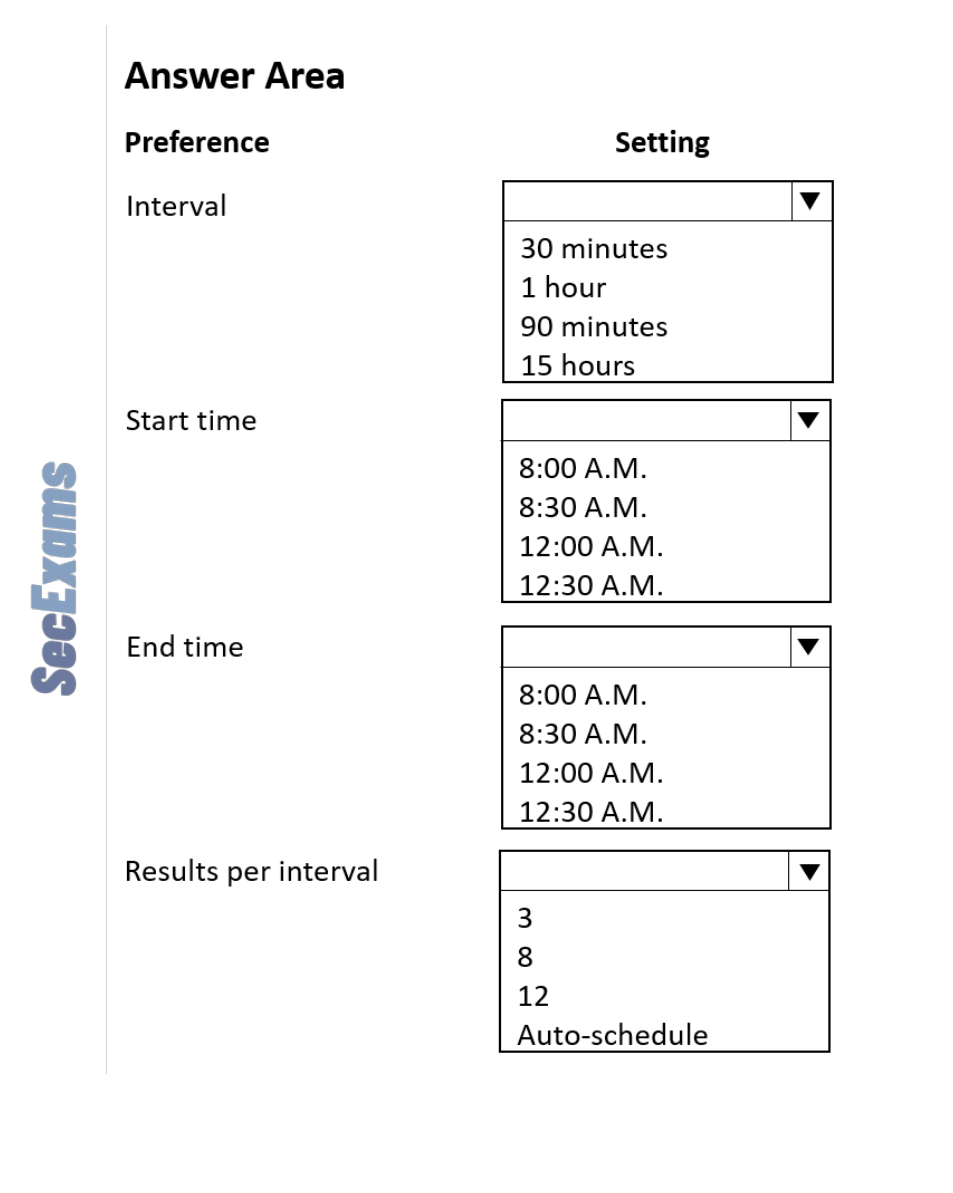 Answer Area
Preference Setting
Interval
▼
30 minutes
1 hour
90 minutes
15 hours
Start time
▼
8:00 A.M.
8:30 A.M.
12:00 A.M.
12:30 A.M.
End time
▼
8:00 A.M.
8:30 A.M.
12:00 A.M.
12:30 A.M.
Results per interval
▼
3
8
12
Auto-schedule
SecExams